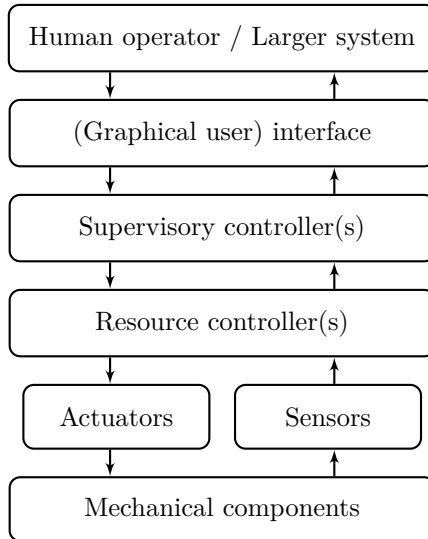 Human operator / Larger system
(Graphical user) interface
Supervisory controller(s)
Resource controller(s)
Actuators
Sensors
Mechanical components